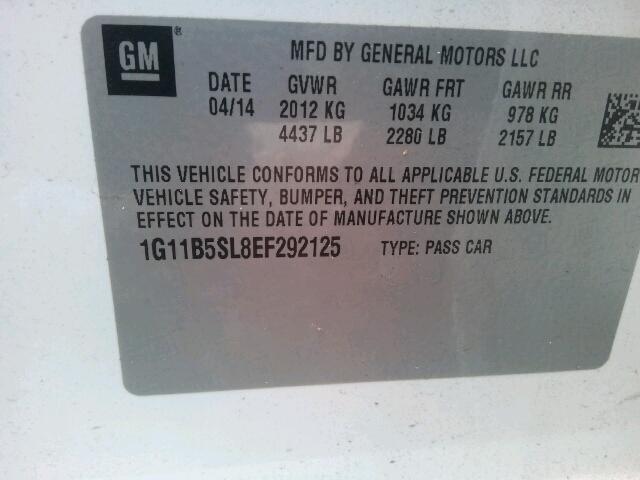 GM ®
MFD BY GENERAL MOTORS LLC
DATE GVWR GAWR FRT GAWR RR
04/14 2012 KG 1034 KG 978 KG
4437 LB 2280 LB 2157 LB
THIS VEHICLE CONFORMS TO ALL APPLICABLE U.S. FEDERAL MOTOR
VEHICLE SAFETY, BUMPER, AND THEFT PREVENTION STANDARDS IN
EFFECT ON THE DATE OF MANUFACTURE SHOWN ABOVE.
1G11B5SL8EF292125 TYPE: PASS CAR